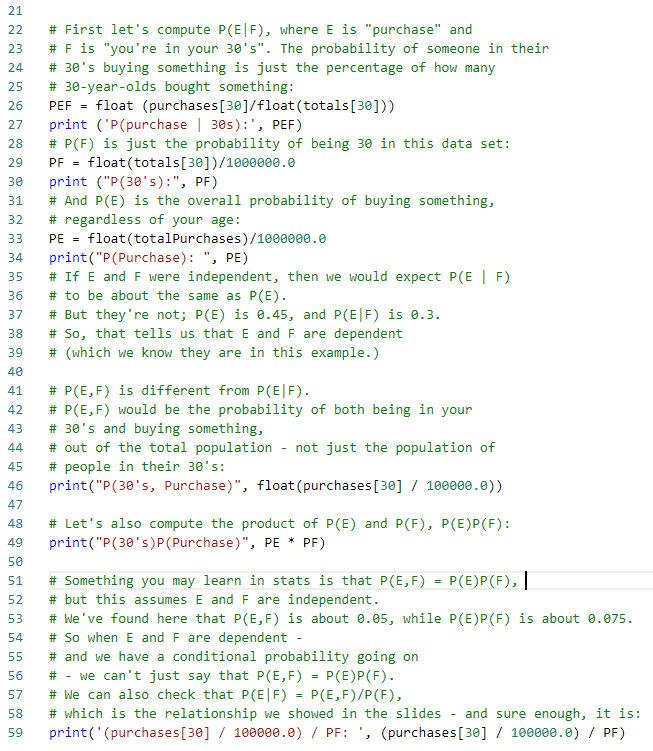 21
22 # First let's compute P(E|F), where E is "purchase" and
23 # F is "you're in your 30's". The probability of someone in their
24 # 30's buying something is just the percentage of how many
25 # 30-year-olds bought something:
26 PEF = float (purchases[30]/float(totals[30]))
27 print ('P(purchase | 30s):', PEF)
28 # P(F) is just the probability of being 30 in this data set:
29 PF = float(totals[30])/1000000.0
30 print ("P(30's):", PF)
31 # And P(E) is the overall probability of buying something,
32 # regardless of your age:
33 PE = float(totalPurchases)/1000000.0
34 print("P(Purchase): ", PE)
35 # If E and F were independent, then we would expect P(E | F)
36 # to be about the same as P(E).
37 # But they're not; P(E) is 0.45, and P(E|F) is 0.3.
38 # So, that tells us that E and F are dependent
39 # (which we know they are in this example.)
40
41 # P(E,F) is different from P(E|F).
42 # P(E,F) would be the probability of both being in your
43 # 30's and buying something,
44 # out of the total population - not just the population of
45 # people in their 30's:
46 print("P(30's, Purchase)", float(purchases[30] / 100000.0))
47
48 # Let's also compute the product of P(E) and P(F), P(E)P(F):
49 print("P(30's)P(Purchase)", PE * PF)
50
51 # Something you may learn in stats is that P(E,F) = P(E)P(F),
52 # but this assumes E and F are independent.
53 # We've found here that P(E,F) is about 0.05, while P(E)P(F) is about 0.075.
54 # So when E and F are dependent -
55 # and we have a conditional probability going on
56 # - we can't just say that P(E,F) = P(E)P(F).
57 # We can also check that P(E|F) = P(E,F)/P(F),
58 # which is the relationship we showed in the slides - and sure enough, it is:
59 print('(purchases[30] / 100000.0) / PF: ', (purchases[30] / 100000.0) / PF)